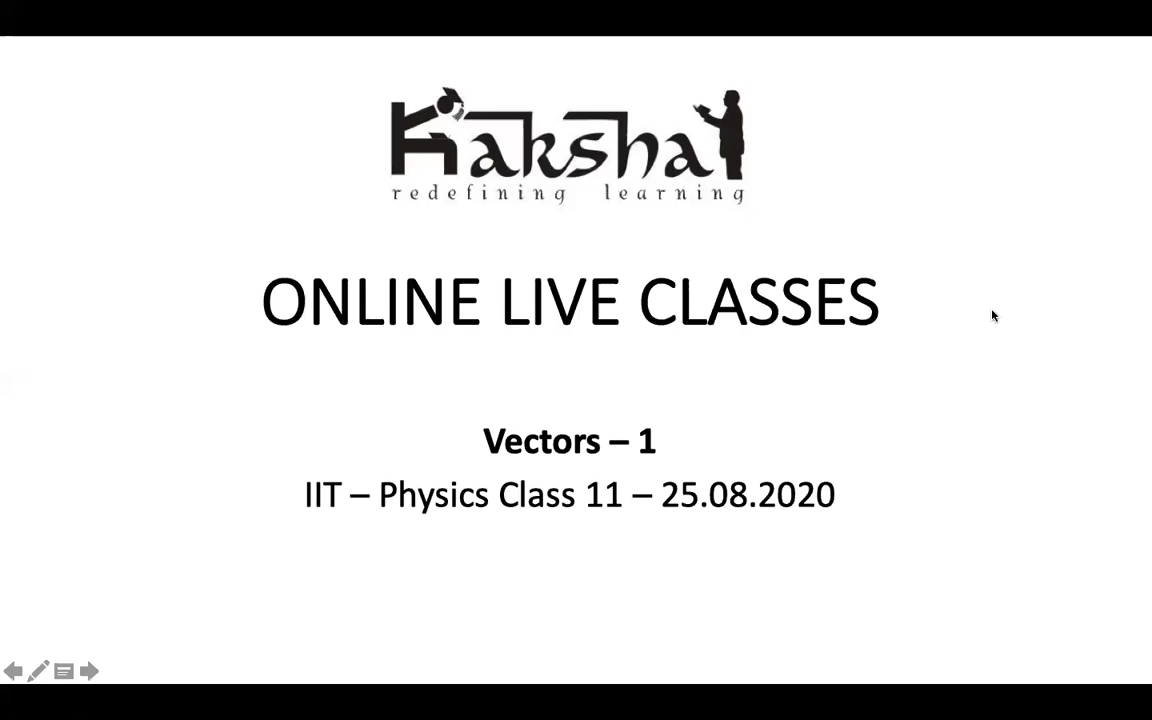 Kaksha
redefining learning
ONLINE LIVE CLASSES
Vectors – 1
IIT – Physics Class 11 – 25.08.2020